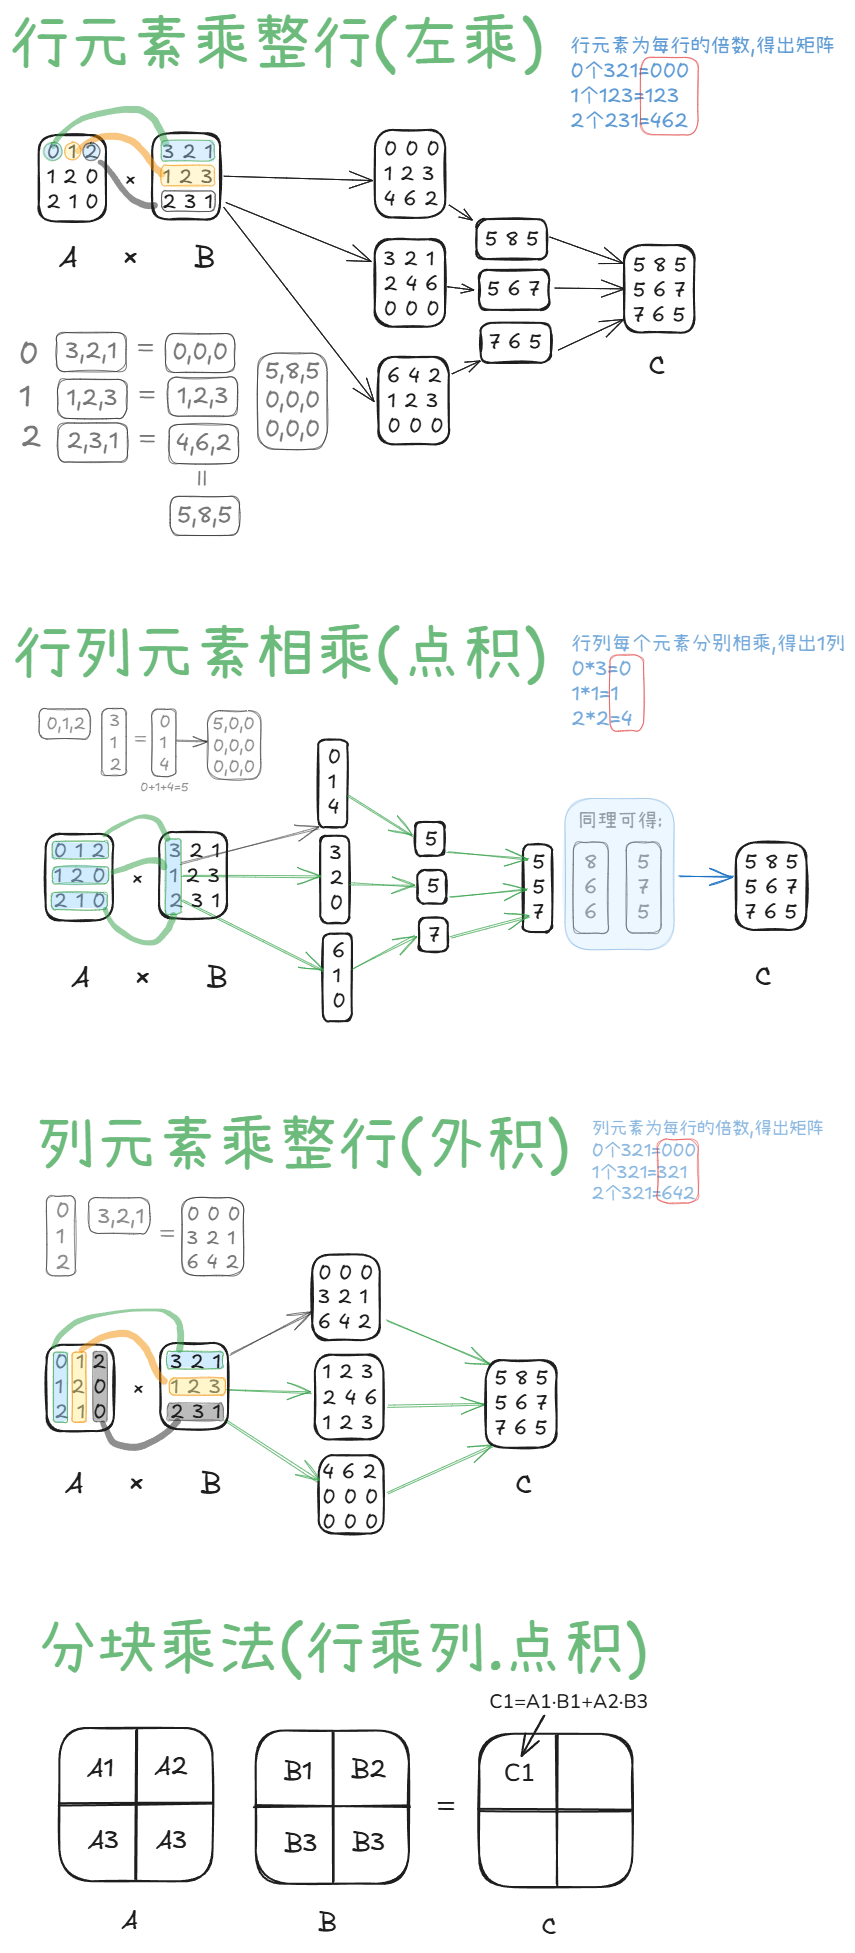 行元素乘整行(左乘)
行元素为每行的倍数,得出矩阵
0个321=000
1个123=123
2个231=462
0 1 2
1 2 0
2 1 0
×
3 2 1
1 2 3
2 3 1
A × B
0 0 0
1 2 3
4 6 2
3 2 1
2 4 6
0 0 0
6 4 2
1 2 3
0 0 0
5 8 5
5 6 7
7 6 5
5 8 5
5 6 7
7 6 5
C
0 3,2,1 = 0,0,0
1 1,2,3 = 1,2,3
2 2,3,1 = 4,6,2
=
5,8,5
5,8,5
0,0,0
0,0,0
行列元素相乘(点积)
行列每个元素分别相乘,得出1列
0*3=0
1*1=1
2*2=4
0,1,2
3
1
2
=
0
1
4
0+1+4=5
5,0,0
0,0,0
0,0,0
0 1 2
1 2 0
2 1 0
×
3 2 1
1 2 3
2 3 1
A × B
0
1
4
3
2
0
6
1
0
5
5
7
5
5
7
同理可得:
8
6
6
5
7
5
5 8 5
5 6 7
7 6 5
C
列元素乘整行(外积)
列元素为每行的倍数,得出矩阵
0个321=000
1个321=321
2个321=642
0
1
2
3,2,1
=
0 0 0
3 2 1
6 4 2
0 1 2
1 2 0
2 1 0
×
3 2 1
1 2 3
2 3 1
A × B
0 0 0
3 2 1
6 4 2
1 2 3
2 4 6
1 2 3
4 6 2
0 0 0
0 0 0
5 8 5
5 6 7
7 6 5
C
分块乘法(行乘列.点积)
C1=A1·B1+A2·B3
A1 A2
A3 A3
B1 B2
B3 B3
=
C1
A
B
C